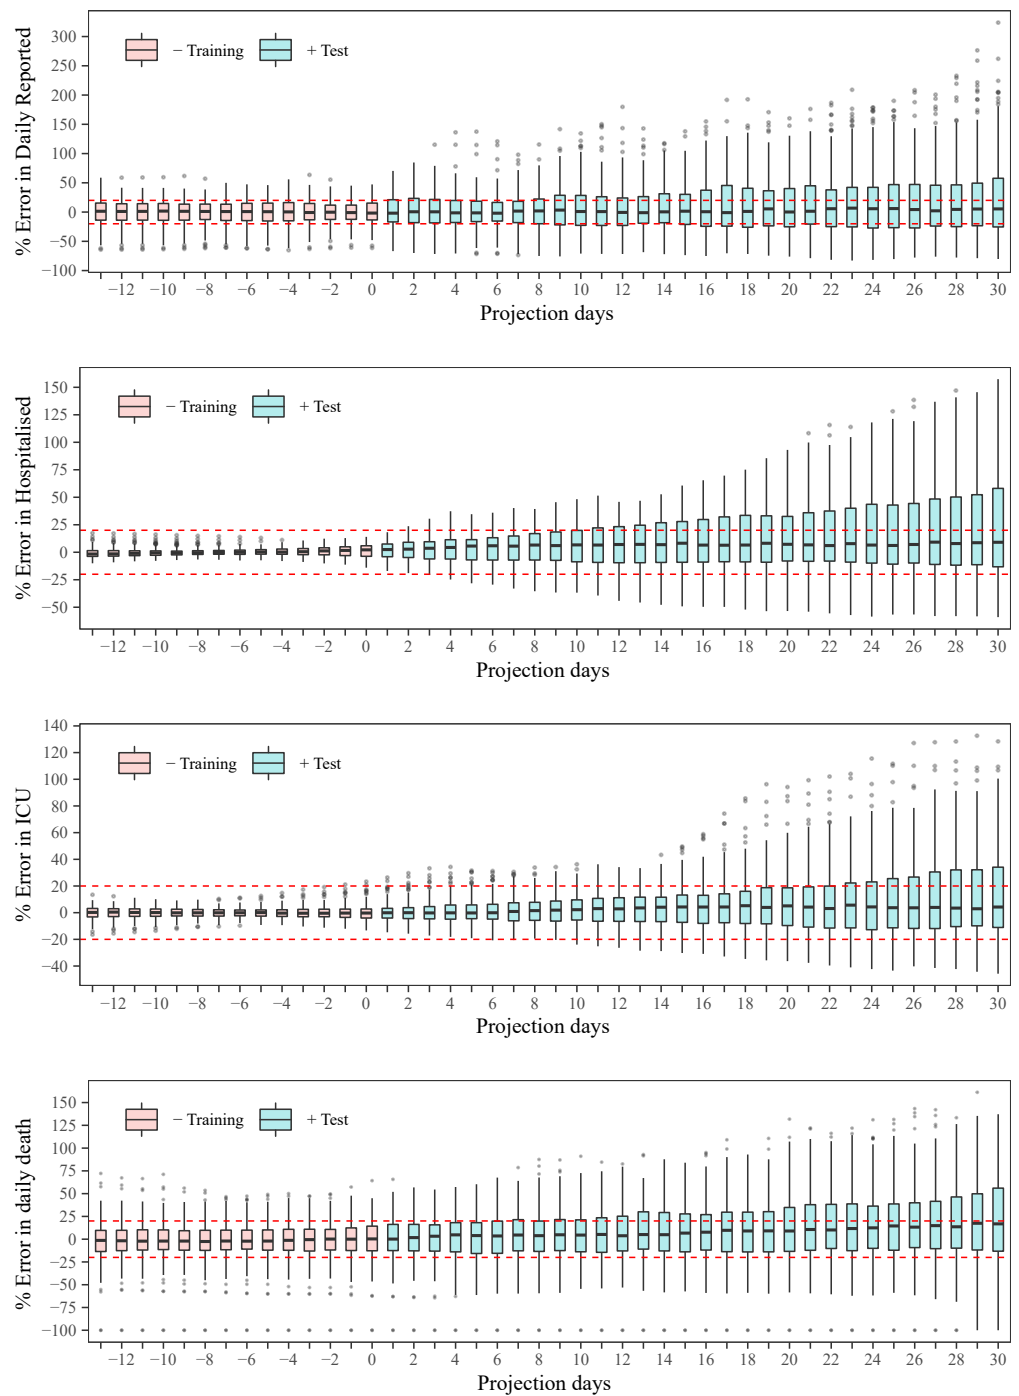 % Error in Daily Reported
300
250
200
150
100
50
0
−50
−100
− Training + Test
−12 −10 −8 −6 −4 −2 0 2 4 6 8 10 12 14 16 18 20 22 24 26 28 30
Projection days
% Error in Hospitalised
150
125
100
75
50
25
0
−25
−50
− Training + Test
−12 −10 −8 −6 −4 −2 0 2 4 6 8 10 12 14 16 18 20 22 24 26 28 30
Projection days
% Error in ICU
140
120
100
80
60
40
20
0
−20
−40
− Training + Test
−12 −10 −8 −6 −4 −2 0 2 4 6 8 10 12 14 16 18 20 22 24 26 28 30
Projection days
% Error in daily death
150
125
100
75
50
25
0
−25
−50
−75
−100
− Training + Test
−12 −10 −8 −6 −4 −2 0 2 4 6 8 10 12 14 16 18 20 22 24 26 28 30
Projection days